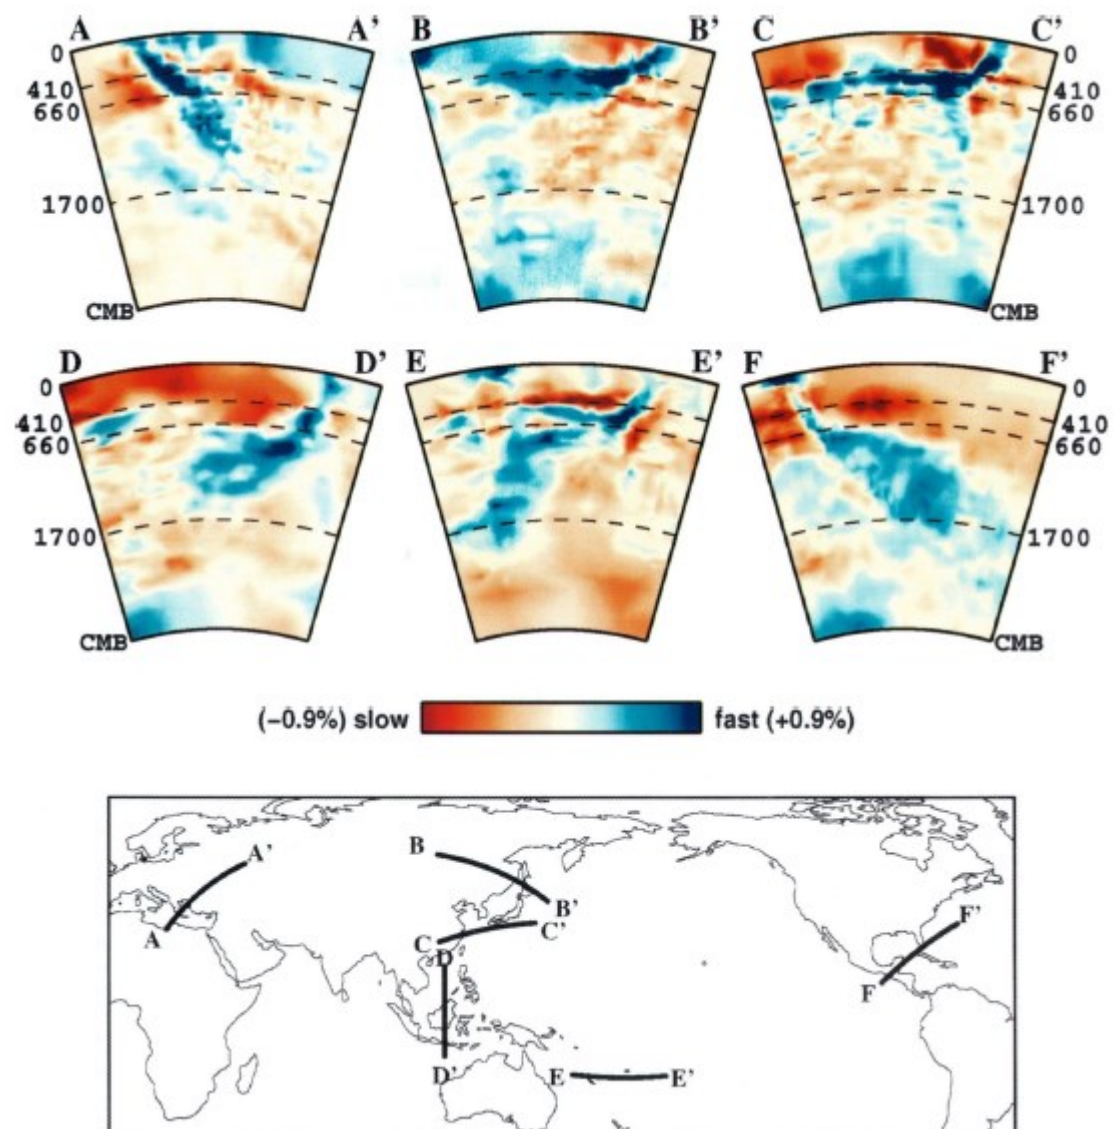 A A’ B B’ C C’
0 0
410 410
660 660
1700 1700
CMB CMB
D D’ E E’ F F’
0 0
410 410
660 660
1700 1700
CMB CMB
(−0.9%) slow fast (+0.9%)
B
A’
F’
B’
C’
A
C
D
F
D’ E E’